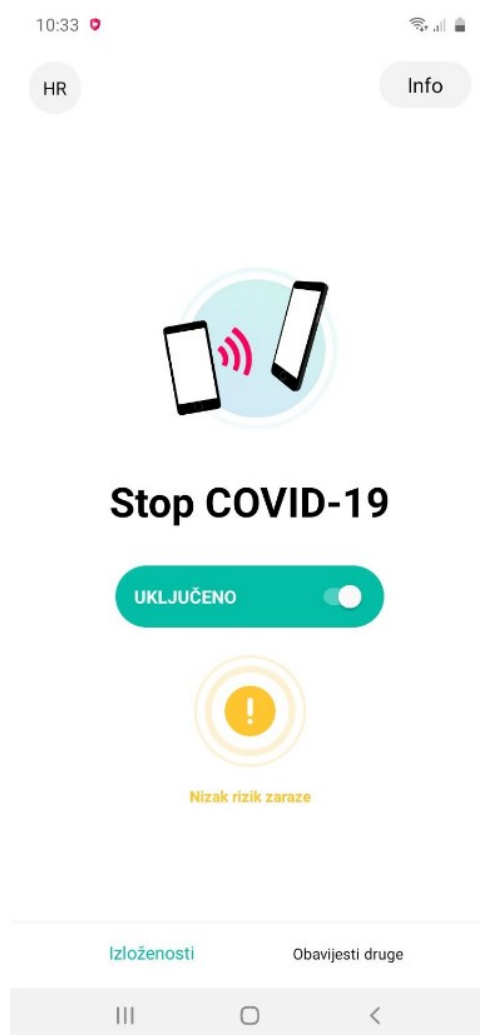 10:33
HR
Info
Stop COVID-19
UKLJUČENO
Nizak rizik zaraze
Izloženosti
Obavijesti druge